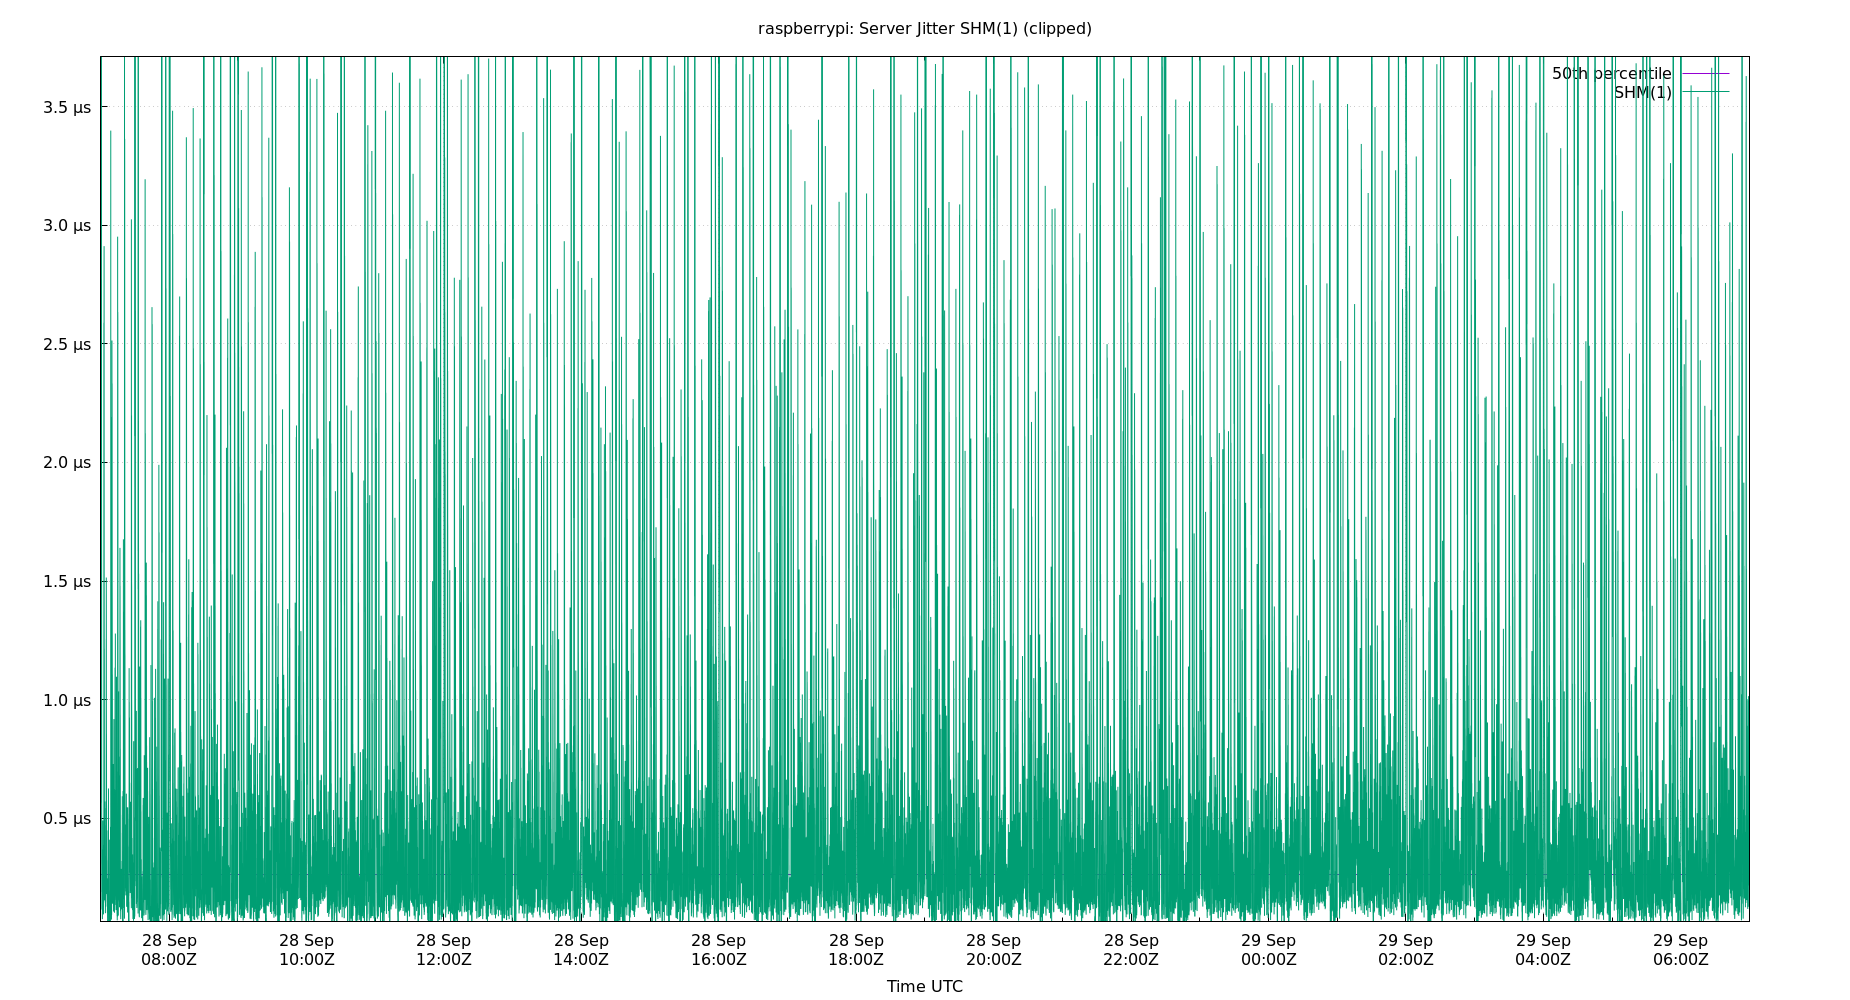 raspberrypi: Server Jitter SHM(1) (clipped)
50th percentile
SHM(1)
3.5 μs
3.0 μs
2.5 μs
2.0 μs
1.5 μs
1.0 μs
0.5 μs
28 Sep 28 Sep 28 Sep 28 Sep 28 Sep 28 Sep 28 Sep 28 Sep 29 Sep 29 Sep 29 Sep 29 Sep
08:00Z 10:00Z 12:00Z 14:00Z 16:00Z 18:00Z 20:00Z 22:00Z 00:00Z 02:00Z 04:00Z 06:00Z
Time UTC